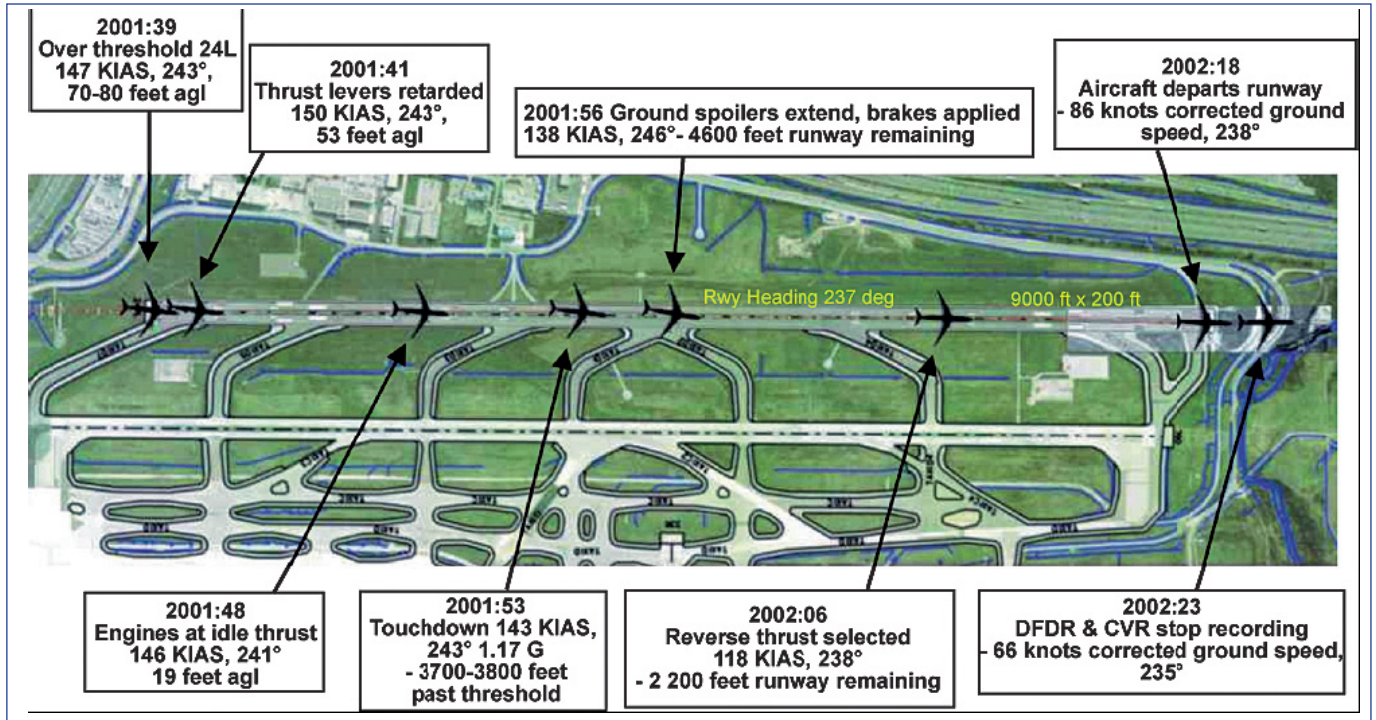 2001:39
Over threshold 24L
147 KIAS, 243°,
70-80 feet agl
2001:41
Thrust levers retarded
150 KIAS, 243°,
53 feet agl
2001:56 Ground spoilers extend, brakes applied
138 KIAS, 246°- 4600 feet runway remaining
2002:18
Aircraft departs runway
- 86 knots corrected ground
speed, 238°
Rwy Heading 237 deg
9000 ft x 200 ft
2001:48
Engines at idle thrust
146 KIAS, 241°
19 feet agl
2001:53
Touchdown 143 KIAS,
243° 1.17 G
- 3700-3800 feet
past threshold
2002:06
Reverse thrust selected
118 KIAS, 238°
- 2 200 feet runway remaining
2002:23
DFDR & CVR stop recording
- 66 knots corrected ground speed,
235°